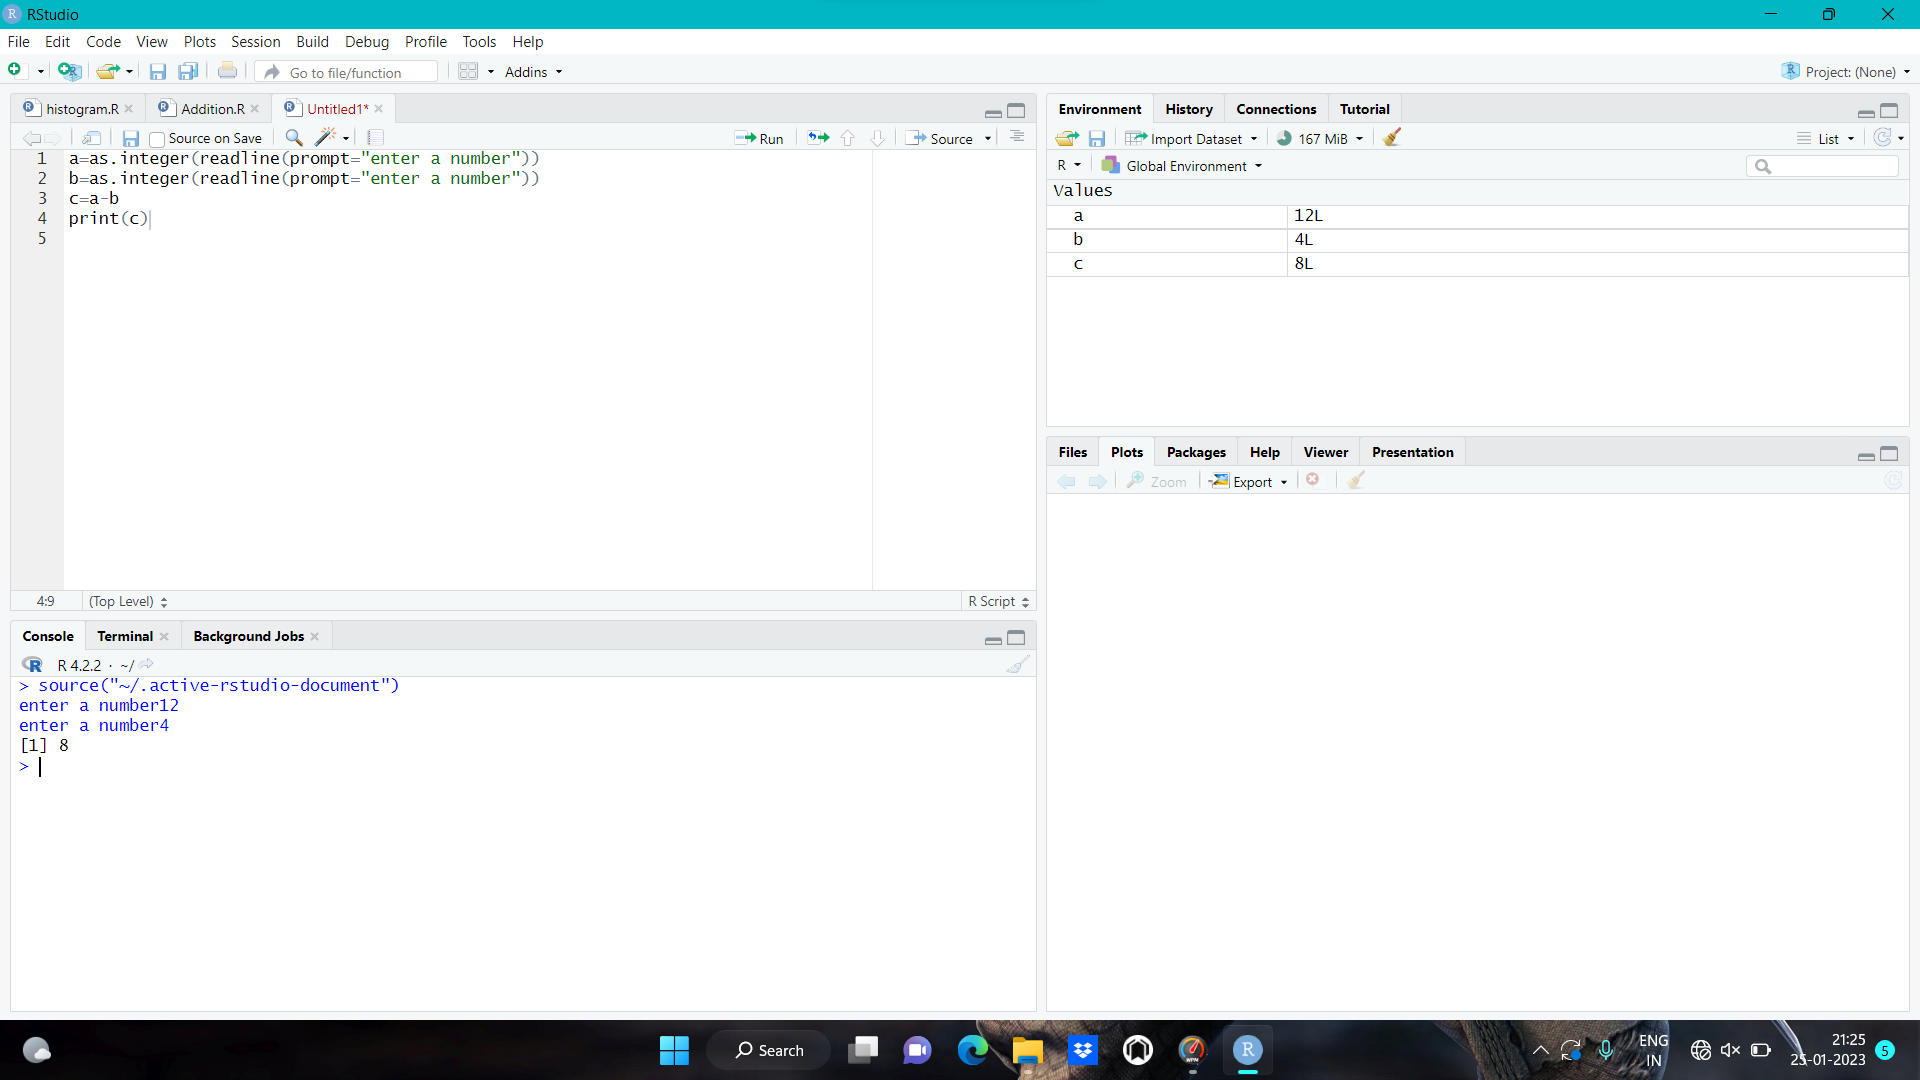 RStudio
File Edit Code View Plots Session Build Debug Profile Tools Help
Go to file/function Addins Project: (None)
histogram.R Addition.R Untitled1*
Source on Save Run Source
1 a=as.integer(readline(prompt="enter a number"))
2 b=as.integer(readline(prompt="enter a number"))
3 c=a-b
4 print(c)
5
4:9 (Top Level) R Script
Console Terminal Background Jobs
R 4.2.2 · ~/
> source("~/.active-rstudio-document")
enter a number12
enter a number4
[1] 8
>
Environment History Connections Tutorial
Import Dataset 167 MiB List
R Global Environment
Values
a 12L
b 4L
c 8L
Files Plots Packages Help Viewer Presentation
Zoom Export
Search
ENG
IN
21:25
25-01-2023
5